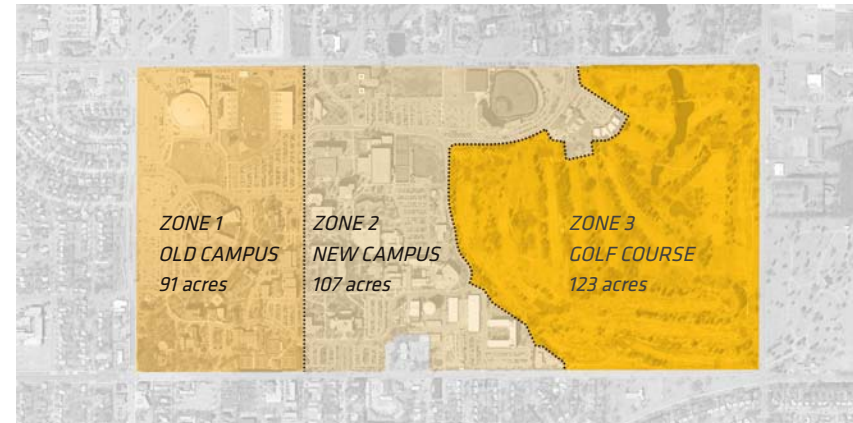 ZONE 1
OLD CAMPUS
91 acres
ZONE 2
NEW CAMPUS
107 acres
ZONE 3
GOLF COURSE
123 acres